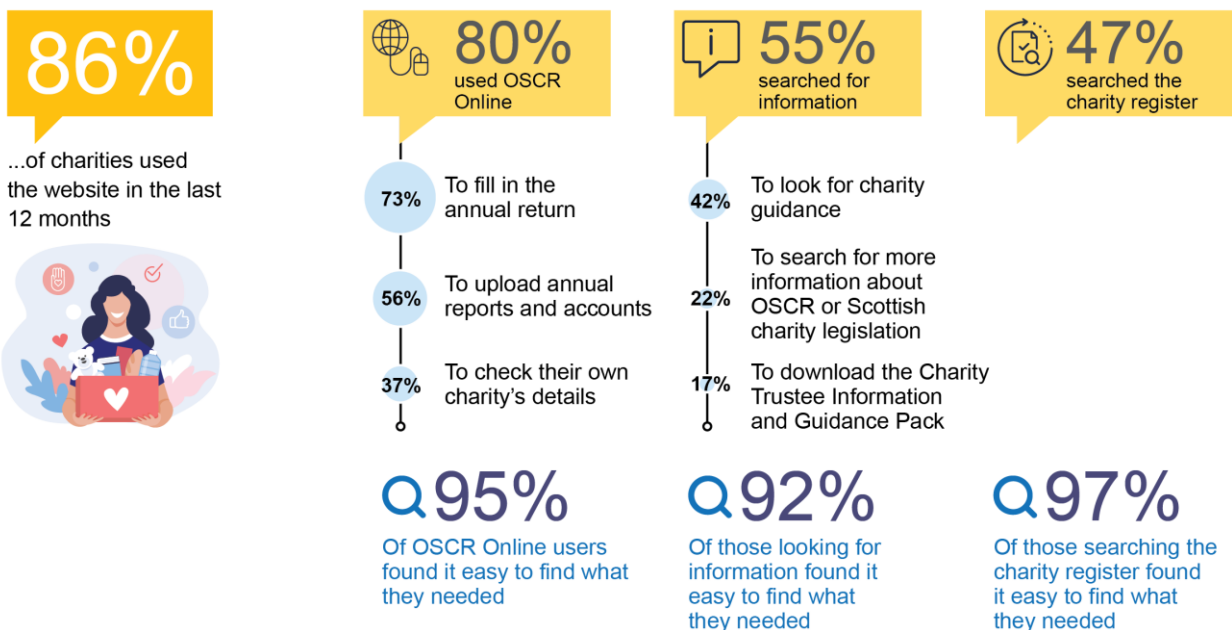 86%
...of charities used
the website in the last
12 months
80%
used OSCR
Online
73%
To fill in the
annual return
56%
To upload annual
reports and accounts
37%
To check their own
charity’s details
95%
Of OSCR Online users
found it easy to find what
they needed
i
55%
searched for
information
42%
To look for charity
guidance
22%
To search for more
information about
OSCR or Scottish
charity legislation
17%
To download the Charity
Trustee Information
and Guidance Pack
92%
Of those looking for
information found it
easy to find what
they needed
47%
searched the
charity register
97%
Of those searching the
charity register found
it easy to find what
they needed